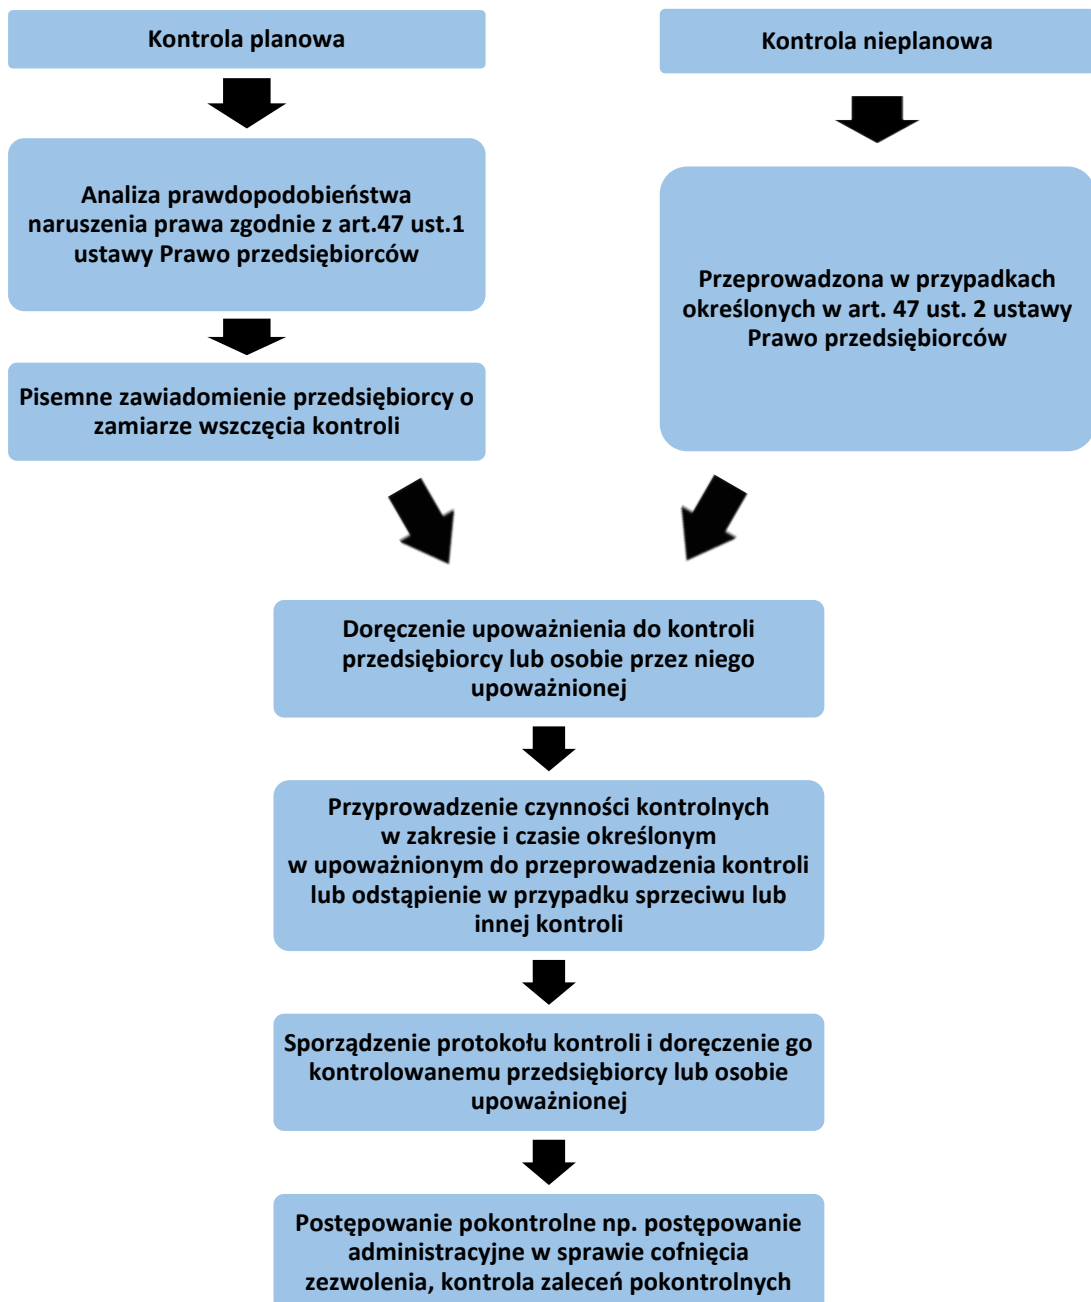 Kontrola planowa
Kontrola nieplanowa
Analiza prawdopodobieństwa
naruszenia prawa zgodnie z art.47 ust.1
ustawy Prawo przedsiębiorców
Przeprowadzona w przypadkach
określonych w art. 47 ust. 2 ustawy
Prawo przedsiębiorców
Pisemne zawiadomienie przedsiębiorcy o
zamiarze wszczęcia kontroli
Doręczenie upoważnienia do kontroli
przedsiębiorcy lub osobie przez niego
upoważnionej
Przyprowadzenie czynności kontrolnych
w zakresie i czasie określonym
w upoważnionym do przeprowadzenia kontroli
lub odstąpienie w przypadku sprzeciwu lub
innej kontroli
Sporządzenie protokołu kontroli i doręczenie go
kontrolowanemu przedsiębiorcy lub osobie
upoważnionej
Postępowanie pokontrolne np. postępowanie
administracyjne w sprawie cofnięcia
zezwolenia, kontrola zaleceń pokontrolnych